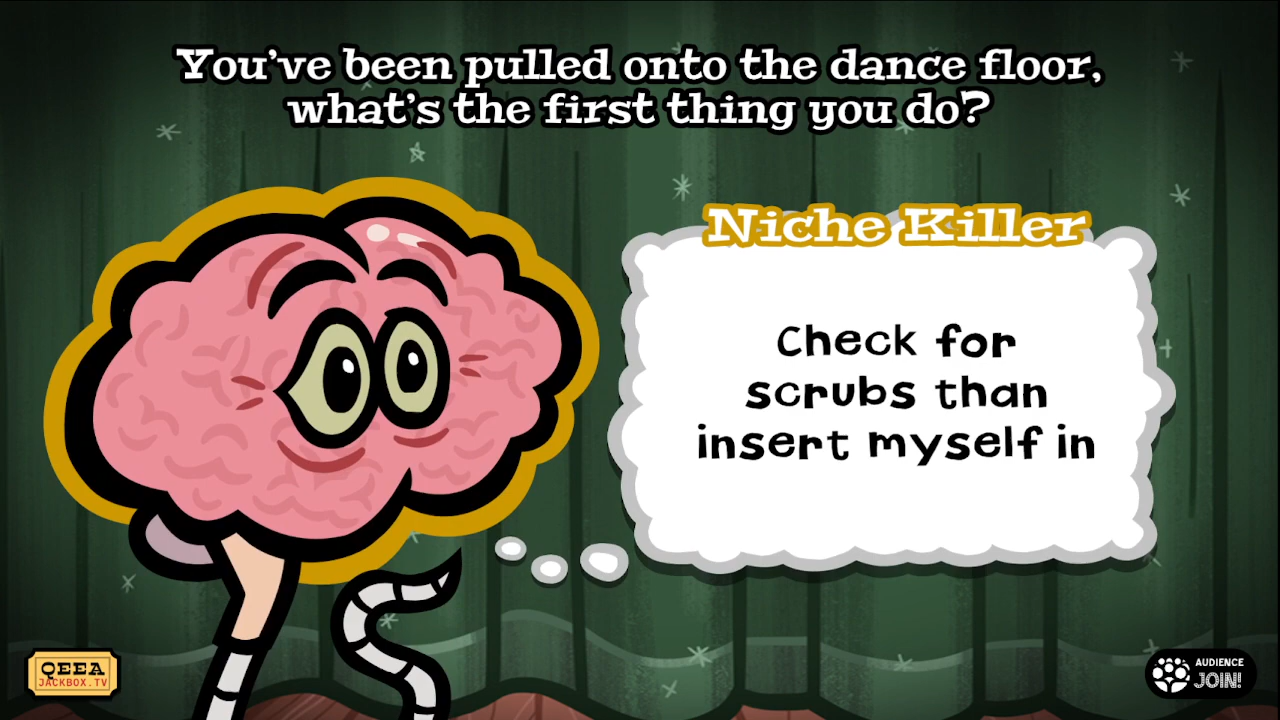 You've been pulled onto the dance floor,
what's the first thing you do?
Niche Killer
Check for
scrubs than
insert myself in
QEEA
JACKBOX.TV
AUDIENCE
JOIN!